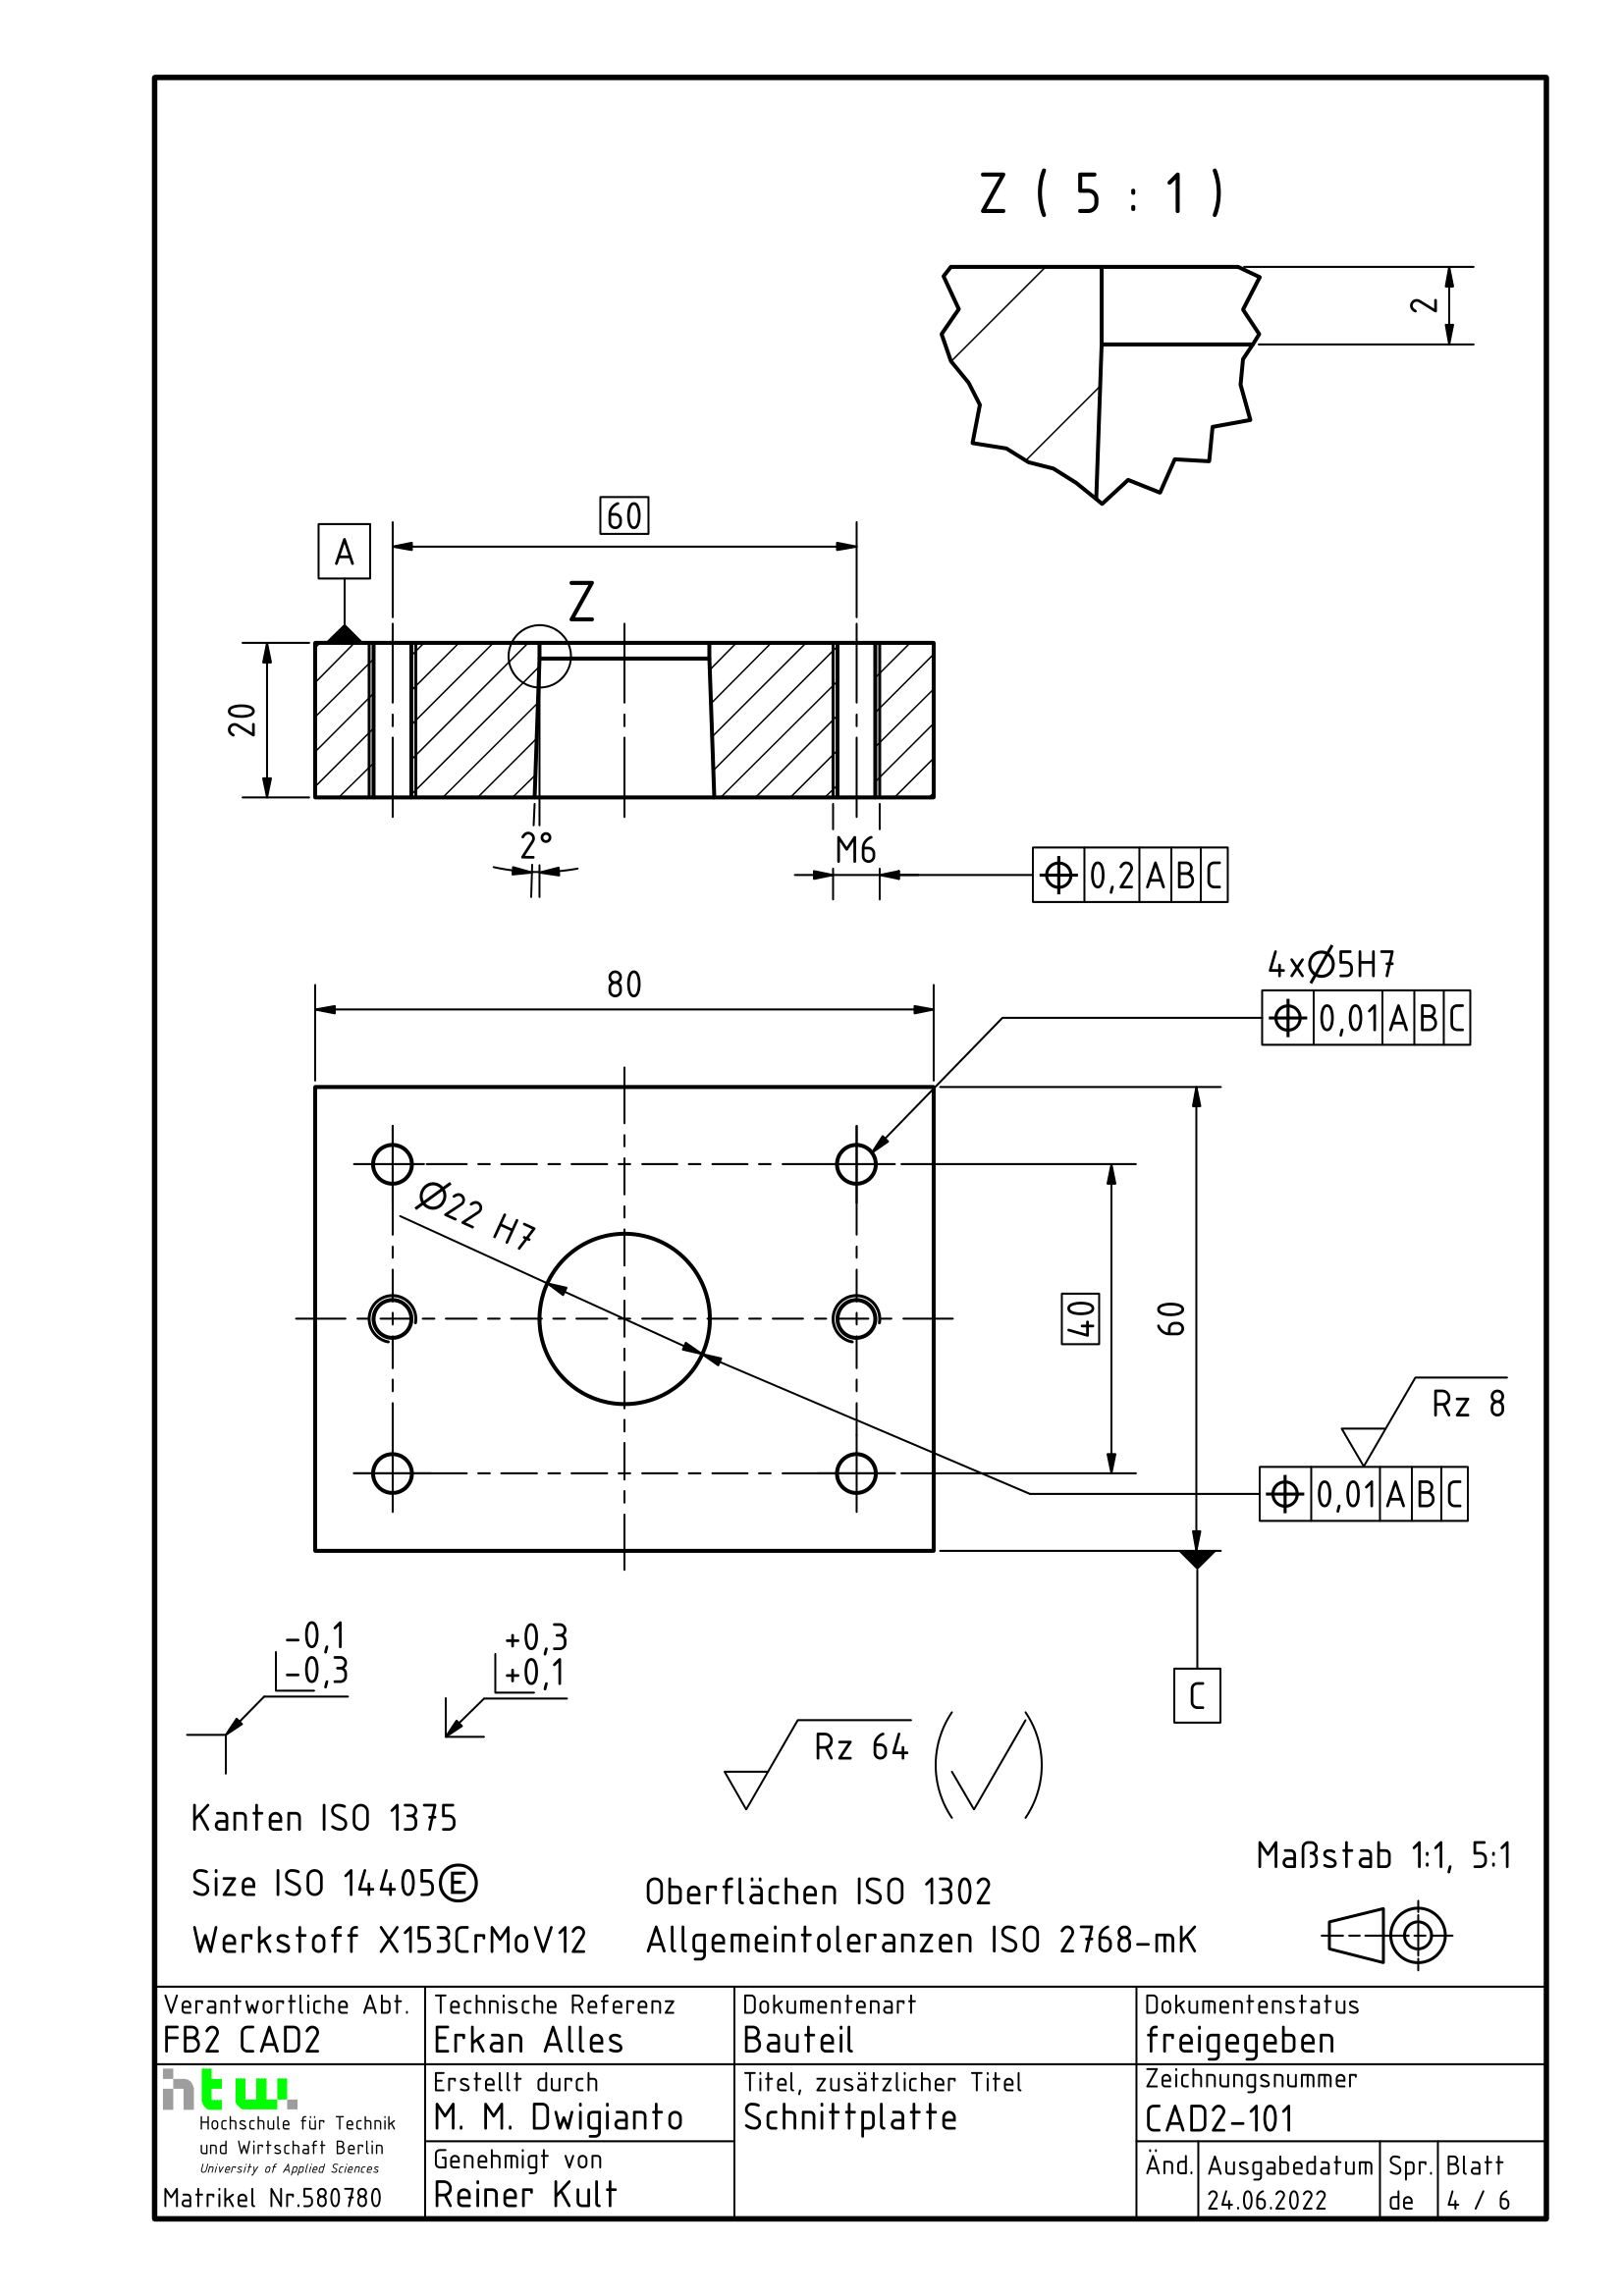 Z ( 5 : 1 )
2
60
A
Z
20
2°
M6
⌖ 0,2 A B C
4x⌀5H7
⌖ 0,01 A B C
80
⌀22 H7
40
60
Rz 8
⌖ 0,01 A B C
-0,1
-0,3
+0,3
+0,1
C
Rz 64
Kanten ISO 1375
Maßstab 1:1, 5:1
Size ISO 14405Ⓔ
Oberflächen ISO 1302
Werkstoff X153CrMoV12
Allgemeintoleranzen ISO 2768-mK
Verantwortliche Abt.
FB2 CAD2
Technische Referenz
Erkan Alles
Dokumentenart
Bauteil
Dokumentenstatus
freigegeben
htw.
Hochschule für Technik
und Wirtschaft Berlin
University of Applied Sciences
Matrikel Nr.580780
Erstellt durch
M. M. Dwigianto
Genehmigt von
Reiner Kult
Titel, zusätzlicher Titel
Schnittplatte
Zeichnungsnummer
CAD2-101
Änd.
Ausgabedatum
24.06.2022
Spr.
de
Blatt
4 / 6